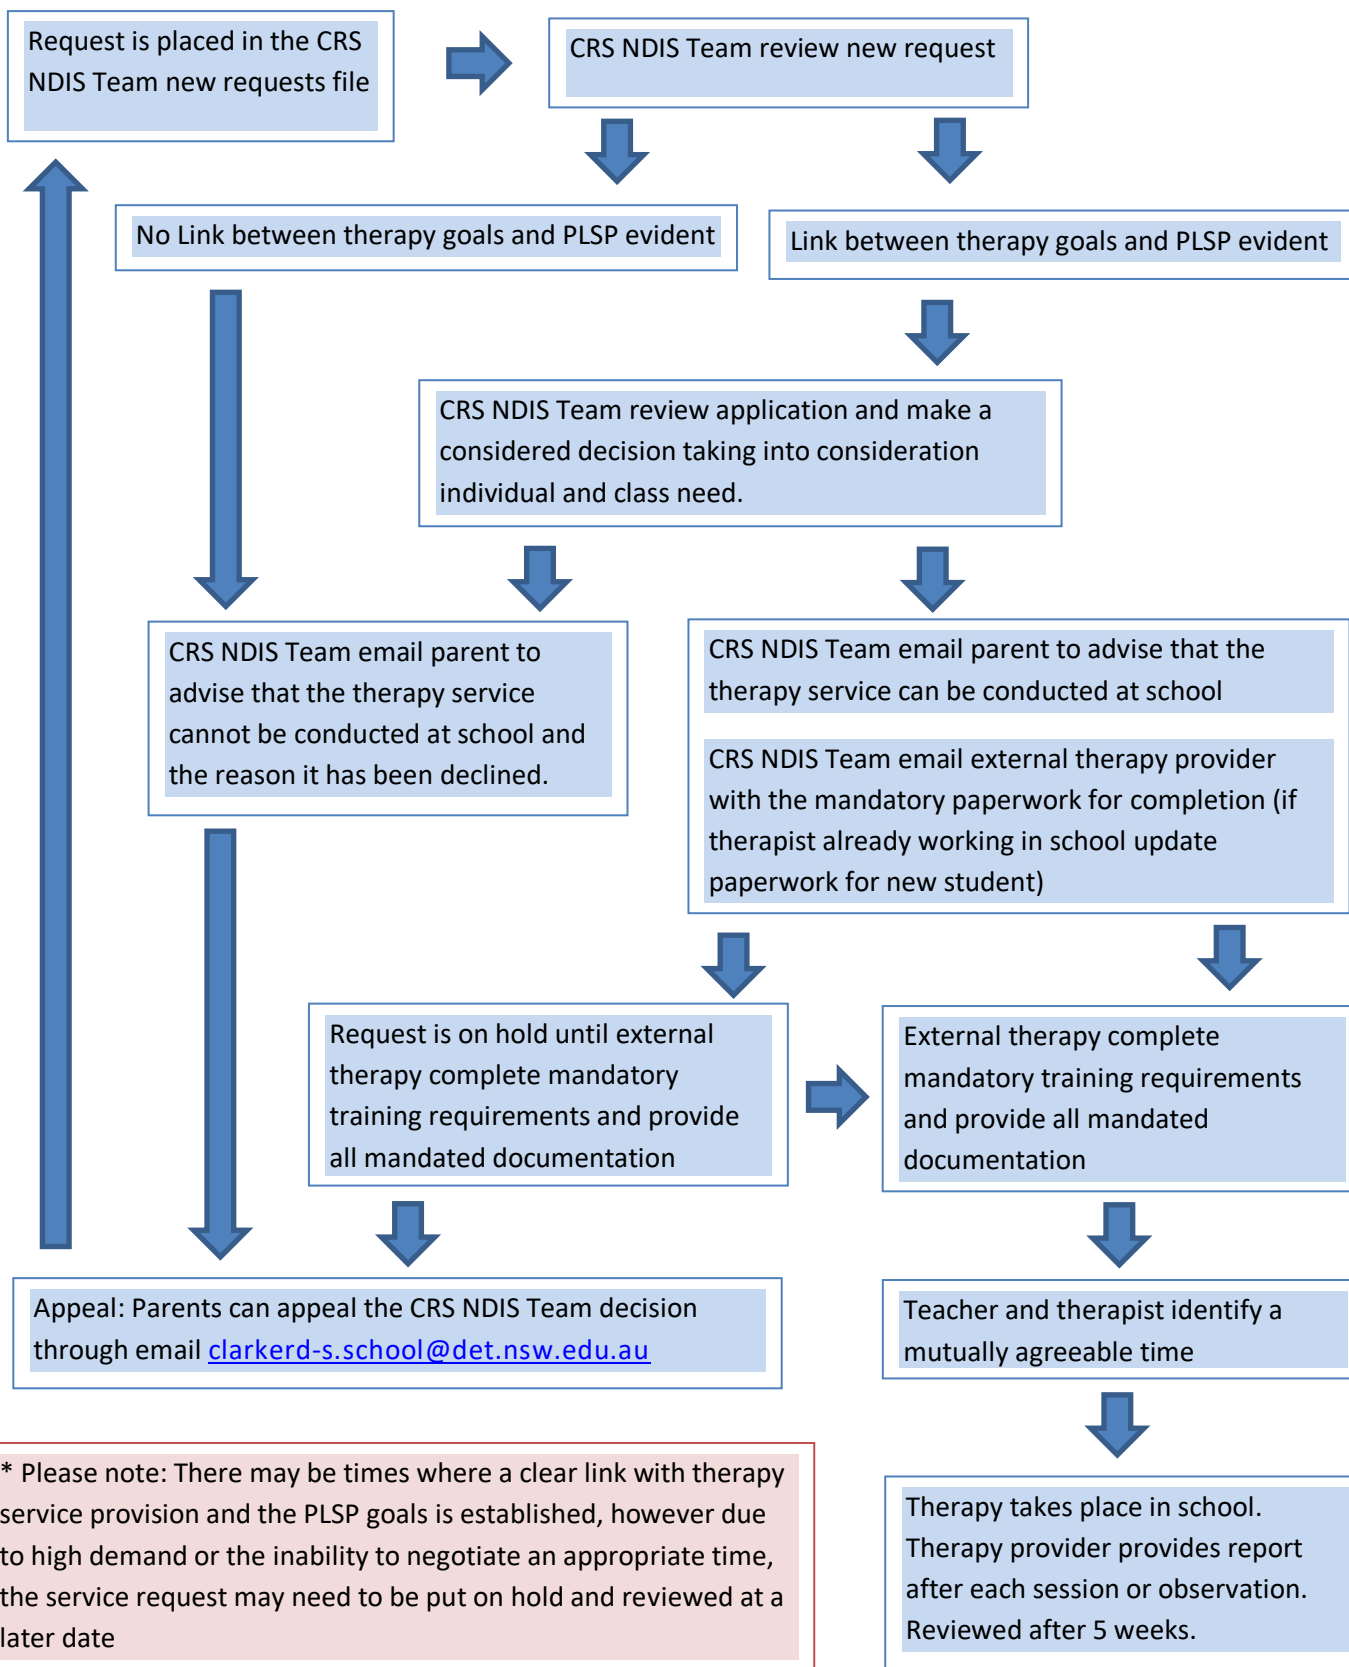 Request is placed in the CRS
NDIS Team new requests file
CRS NDIS Team review new request
No Link between therapy goals and PLSP evident
Link between therapy goals and PLSP evident
CRS NDIS Team review application and make a
considered decision taking into consideration
individual and class need.
CRS NDIS Team email parent to
advise that the therapy service
cannot be conducted at school and
the reason it has been declined.
CRS NDIS Team email parent to advise that the
therapy service can be conducted at school
CRS NDIS Team email external therapy provider
with the mandatory paperwork for completion (if
therapist already working in school update
paperwork for new student)
Request is on hold until external
therapy complete mandatory
training requirements and provide
all mandated documentation
External therapy complete
mandatory training requirements
and provide all mandated
documentation
Appeal: Parents can appeal the CRS NDIS Team decision
through email clarkerd-s.school@det.nsw.edu.au
Teacher and therapist identify a
mutually agreeable time
* Please note: There may be times where a clear link with therapy
service provision and the PLSP goals is established, however due
to high demand or the inability to negotiate an appropriate time,
the service request may need to be put on hold and reviewed at a
later date
Therapy takes place in school.
Therapy provider provides report
after each session or observation.
Reviewed after 5 weeks.